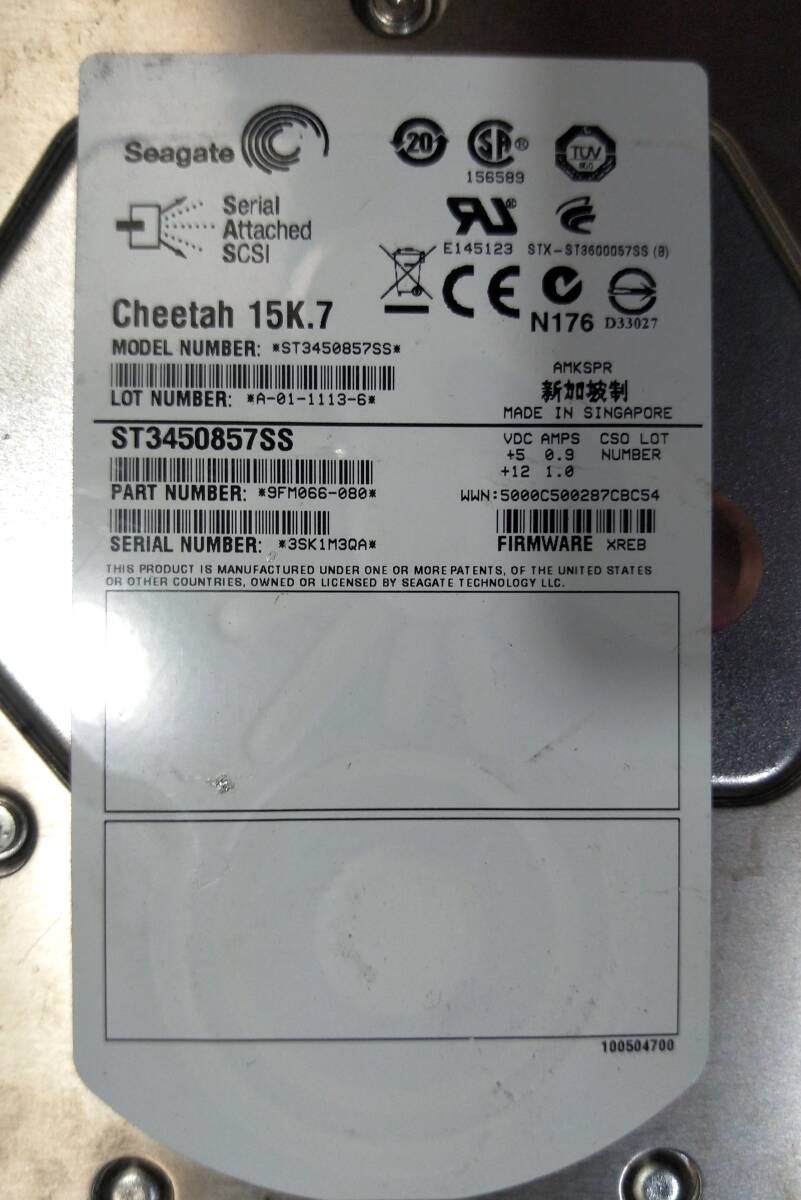 Seagate
20
SA
®
156589
TUV
Serial
Attached
SCSI
E145123 STX-ST3600057SS (B)
CE
Cheetah 15K.7
N176 D33027
MODEL NUMBER: *ST3450857SS*
AMKSPR
LOT NUMBER: *A-01-1113-6*
新加坡制
MADE IN SINGAPORE
ST3450857SS
VDC AMPS CSO LOT
+5 0.9 NUMBER
+12 1.0
PART NUMBER: *9FM066-080*
WWN:5000C500287CBC54
SERIAL NUMBER: *3SK1M3QA*
FIRMWARE XREB
THIS PRODUCT IS MANUFACTURED UNDER ONE OR MORE PATENTS, OF THE UNITED STATES
OR OTHER COUNTRIES, OWNED OR LICENSED BY SEAGATE TECHNOLOGY LLC.
100504700